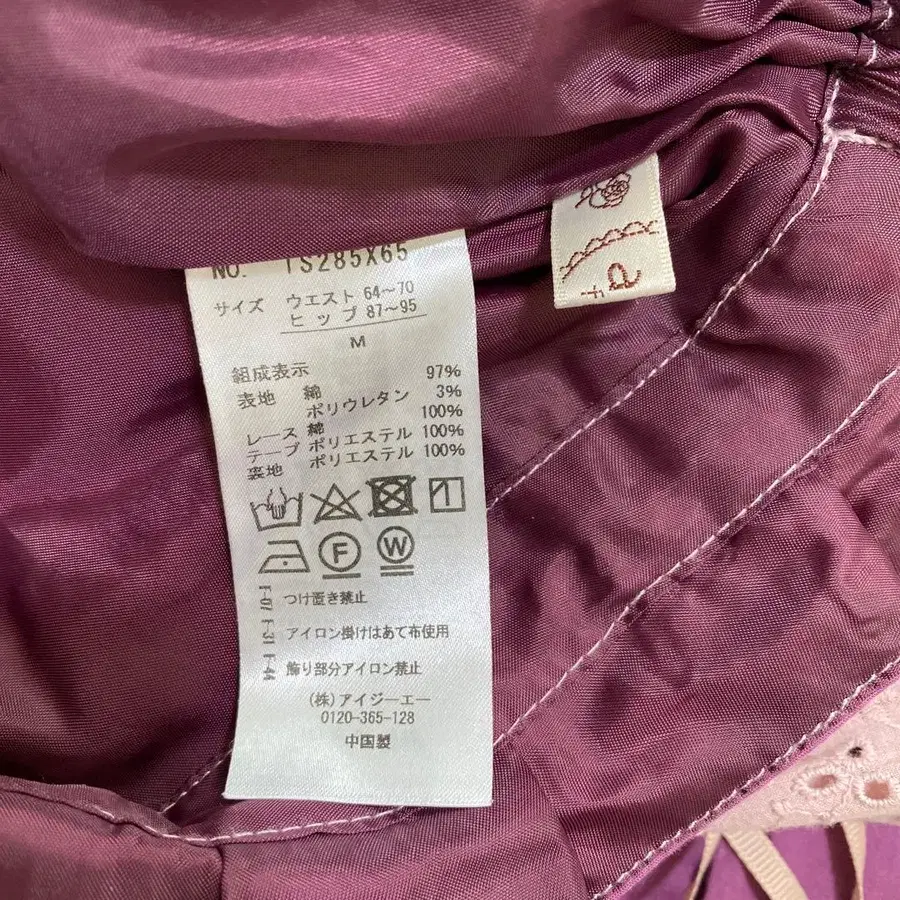 NO. TS285X65
サイズ ウエスト 64~70
ヒップ 87~95
M
組成表示
表地 綿 97%
ポリウレタン 3%
レース 綿 100%
テープ ポリエステル 100%
裏地 ポリエステル 100%
F
W
F-07 つけ置き禁止
F-31 アイロン掛けはあて布使用
F-44 飾り部分アイロン禁止
(株)アイジーエー
0120-365-128
中国製